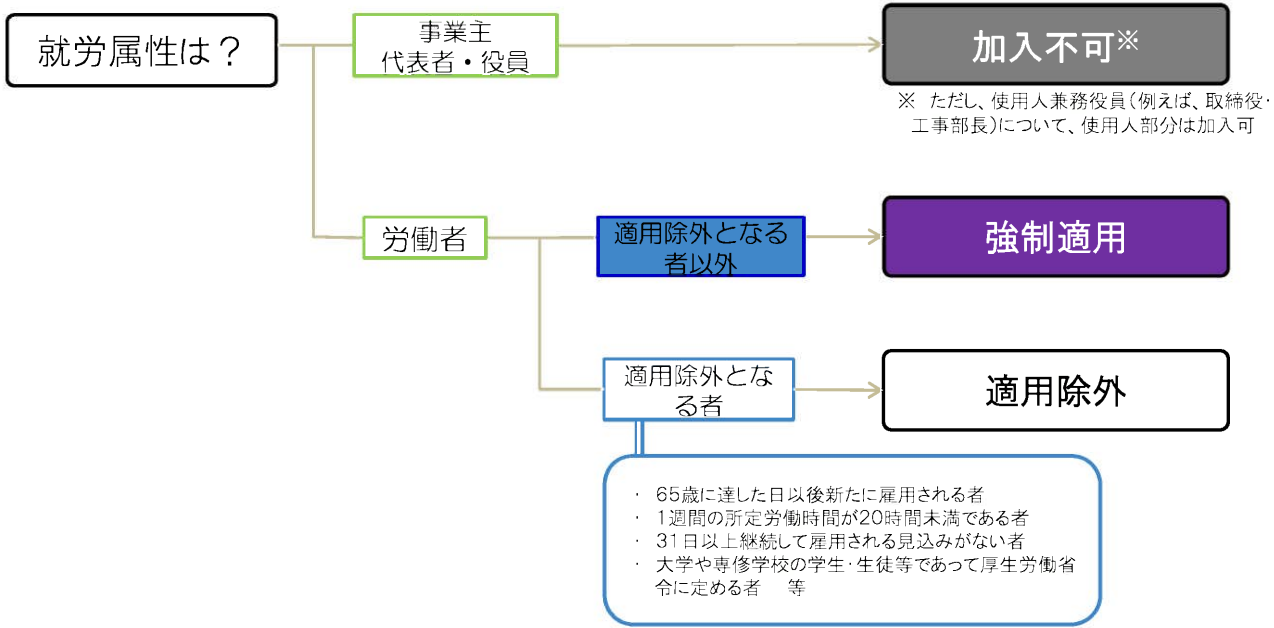 就労属性は？
事業主
代表者・役員
加入不可※
※ ただし、使用人兼務役員（例えば、取締役・
工事部長）について、使用人部分は加入可
労働者
適用除外となる
者以外
強制適用
適用除外とな
る者
適用除外
・ 65歳に達した日以後新たに雇用される者
・ 1週間の所定労働時間が20時間未満である者
・ 31日以上継続して雇用される見込みがない者
・ 大学や専修学校の学生・生徒等であって厚生労働省
令に定める者 等